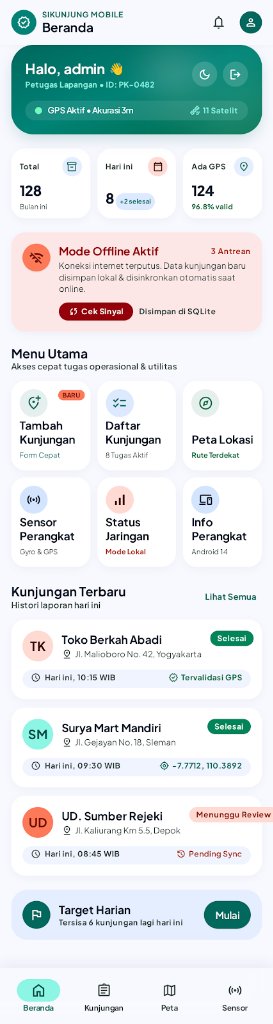 SIKUNJUNG MOBILE
Beranda
Halo, admin 👋
Petugas Lapangan • ID: PK-0482
GPS Aktif • Akurasi 3m
11 Satelit
Total
128
Bulan ini
Hari ini
8
+2 selesai
Ada GPS
124
96.8% valid
Mode Offline Aktif
3 Antrean
Koneksi internet terputus. Data kunjungan baru
disimpan lokal & disinkronkan otomatis saat
online.
Cek Sinyal
Disimpan di SQLite
Menu Utama
Akses cepat tugas operasional & utilitas
BARU
Tambah
Kunjungan
Form Cepat
Daftar
Kunjungan
8 Tugas Aktif
Peta Lokasi
Rute Terdekat
Sensor
Perangkat
Gyro & GPS
Status
Jaringan
Mode Lokal
Info
Perangkat
Android 14
Kunjungan Terbaru
Histori laporan hari ini
Lihat Semua
TK
Toko Berkah Abadi
Selesai
Jl. Malioboro No. 42, Yogyakarta
Hari ini, 10:15 WIB
Tervalidasi GPS
SM
Surya Mart Mandiri
Selesai
Jl. Gejayan No. 18, Sleman
Hari ini, 09:30 WIB
-7.7712, 110.3892
UD
UD. Sumber Rejeki
Menunggu Review
Jl. Kaliurang Km 5.5, Depok
Hari ini, 08:45 WIB
Pending Sync
Target Harian
Tersisa 6 kunjungan lagi hari ini
Mulai
Beranda
Kunjungan
Peta
Sensor